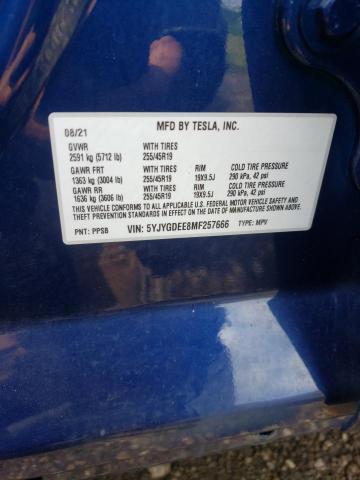 08/21 MFD BY TESLA, INC.
GVWR WITH TIRES
2591 kg (5712 lb) 255/45R19
GAWR FRT WITH TIRES RIM COLD TIRE PRESSURE
1363 kg (3004 lb) 255/45R19 19X9.5J 290 kPa, 42 psi
GAWR RR WITH TIRES RIM COLD TIRE PRESSURE
1636 kg (3606 lb) 255/45R19 19X9.5J 290 kPa, 42 psi
THIS VEHICLE CONFORMS TO ALL APPLICABLE FEDERAL MOTOR VEHICLE SAFETY AND
THEFT PREVENTION STANDARDS IN EFFECT ON THE DATE OF MANUFACTURE SHOWN ABOVE.
PNT: PPSB VIN: 5YJYGDEE8MF257666 TYPE: MPV